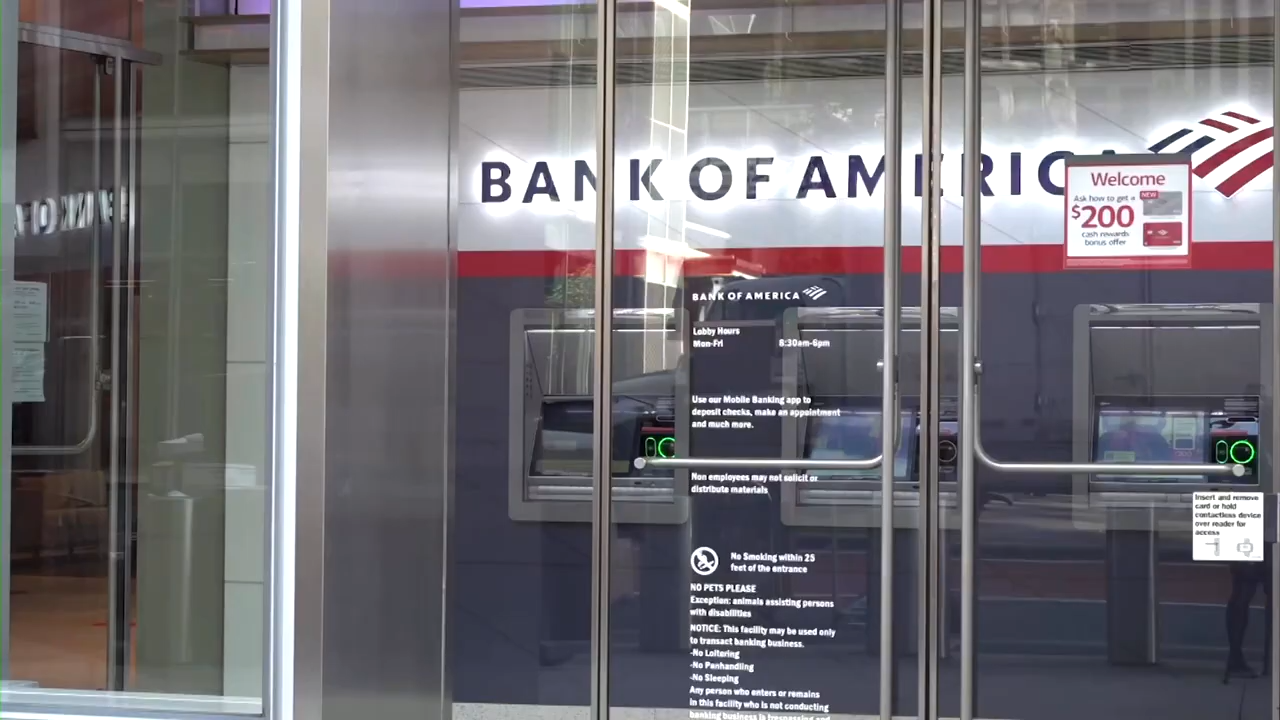 BANK OF AMERICA
Welcome
Ask how to get a
$200
cash rewards
bonus offer
NEW
BANK OF AMERICA
Lobby Hours
Mon-Fri 8:30am-6pm
Use our Mobile Banking app to
deposit checks, make an appointment
and much more.
Non employees may not solicit or
distribute materials
Insert and remove
card or hold
contactless device
over reader for
access
No Smoking within 25
feet of the entrance
NO PETS PLEASE
Exception: animals assisting persons
with disabilities
NOTICE: This facility may be used only
to transact banking business.
-No Loitering
-No Panhandling
-No Sleeping
Any person who enters or remains
in this facility who is not conducting
banking business is trespassing and